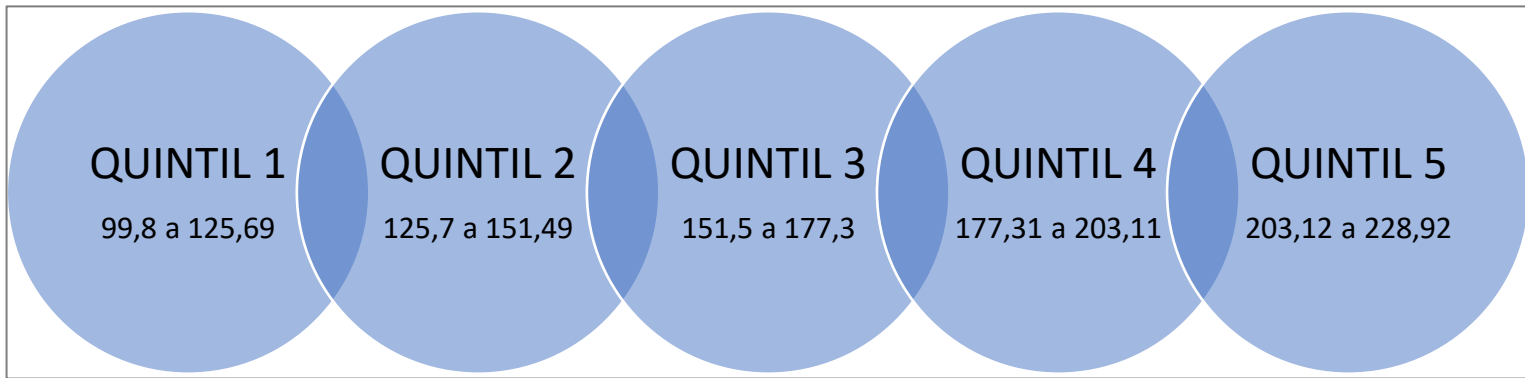 QUINTIL 1
99,8 a 125,69
QUINTIL 2
125,7 a 151,49
QUINTIL 3
151,5 a 177,3
QUINTIL 4
177,31 a 203,11
QUINTIL 5
203,12 a 228,92